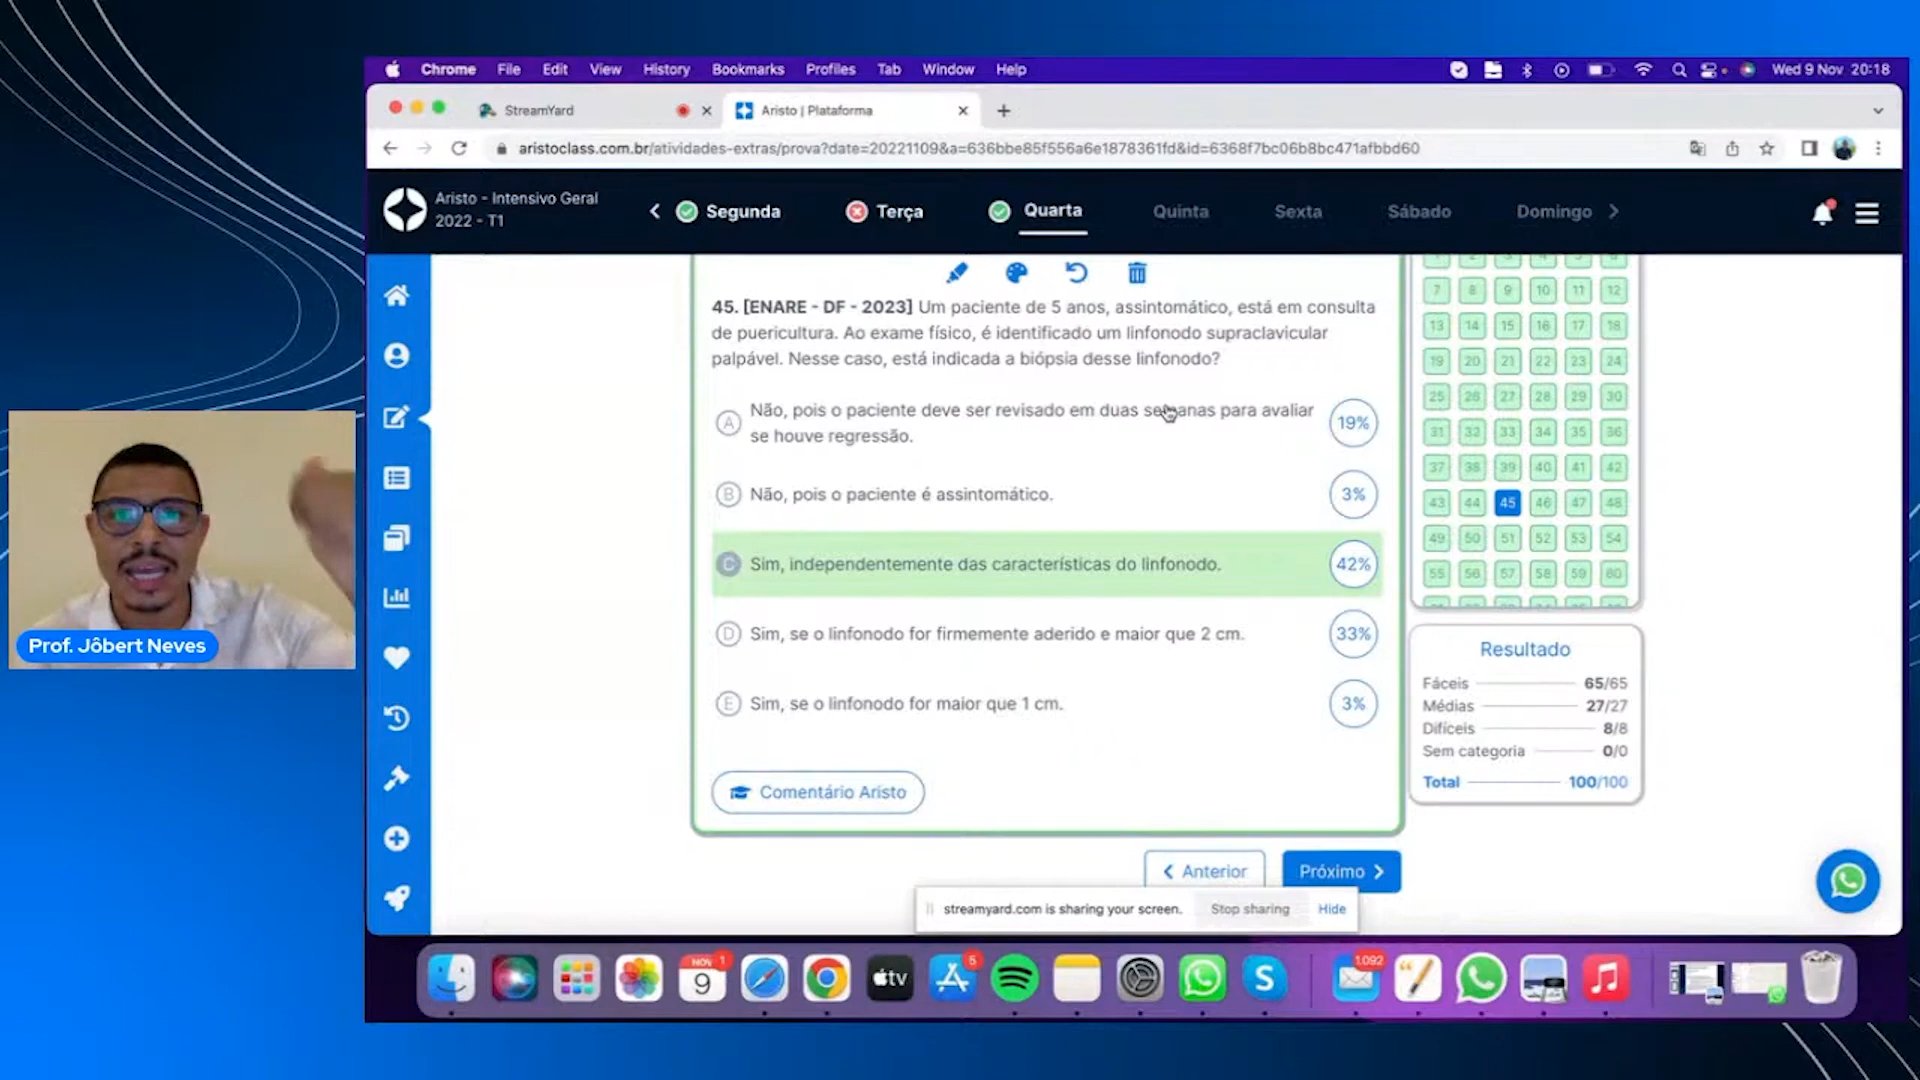 Chrome File Edit View History Bookmarks Profiles Tab Window Help
Wed 9 Nov 20:18
StreamYard
Aristo | Plataforma
aristoclass.com.br/atividades-extras/prova?date=20221109&a=636bbe85f556a6e1878361fd&id=6368f7bc06b8bc471afbbd60
Aristo - Intensivo Geral
2022 - T1
Segunda Terça Quarta Quinta Sexta Sábado Domingo
45. [ENARE - DF - 2023] Um paciente de 5 anos, assintomático, está em consulta
de puericultura. Ao exame físico, é identificado um linfonodo supraclavicular
palpável. Nesse caso, está indicada a biópsia desse linfonodo?
A Não, pois o paciente deve ser revisado em duas semanas para avaliar
se houve regressão.
19%
B Não, pois o paciente é assintomático.
3%
C Sim, independentemente das características do linfonodo.
42%
D Sim, se o linfonodo for firmemente aderido e maior que 2 cm.
33%
E Sim, se o linfonodo for maior que 1 cm.
3%
Comentário Aristo
Anterior
Próximo
7 8 9 10 11 12
13 14 15 16 17 18
19 20 21 22 23 24
25 26 27 28 29 30
31 32 33 34 35 36
37 38 39 40 41 42
43 44 45 46 47 48
49 50 51 52 53 54
55 56 57 58 59 60
Resultado
Fáceis 65/65
Médias 27/27
Difíceis 8/8
Sem categoria 0/0
Total 100/100
Prof. Jôbert Neves
streamyard.com is sharing your screen. Stop sharing Hide
NOV 1
9
tv
5
1.092